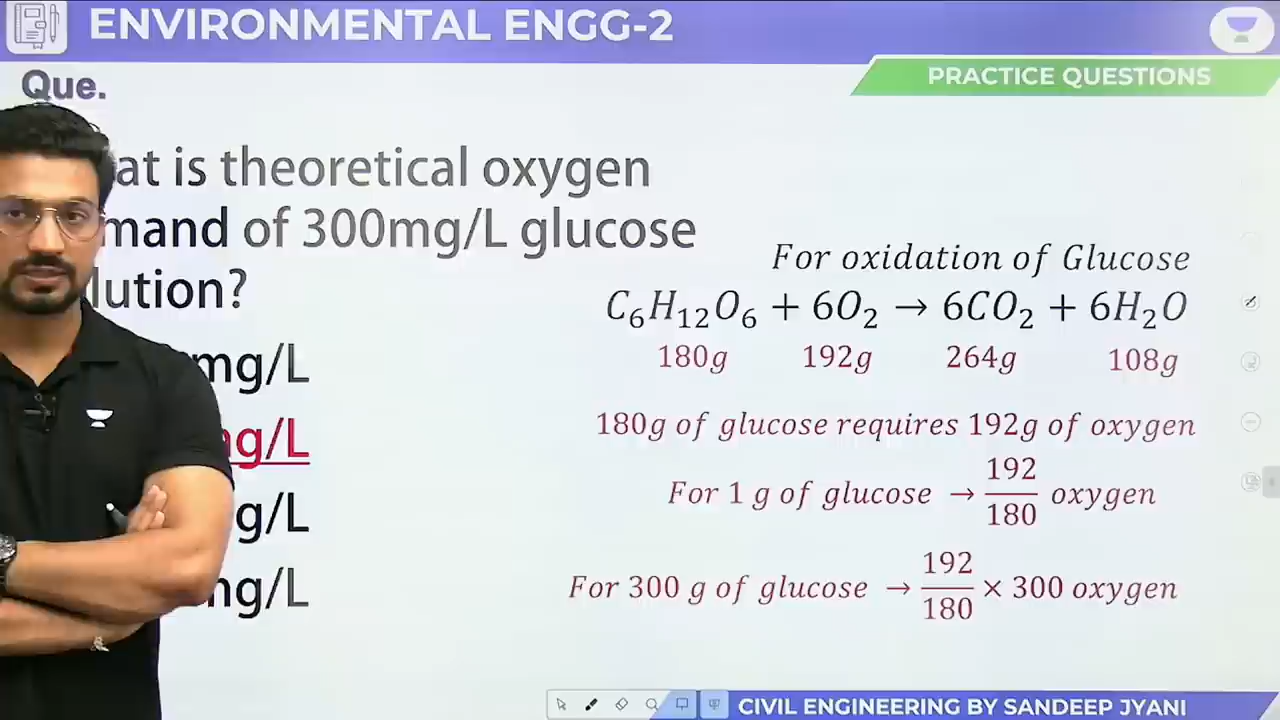 ENVIRONMENTAL ENGG-2
PRACTICE QUESTIONS
Que.
at is theoretical oxygen
mand of 300mg/L glucose
lution?
mg/L
mg/L
g/L
mg/L
For oxidation of Glucose
C₆H₁₂O₆ + 6O₂ → 6CO₂ + 6H₂O
180g 192g 264g 108g
180g of glucose requires 192g of oxygen
For 1 g of glucose → 192/180 oxygen
For 300 g of glucose → 192/180 × 300 oxygen
CIVIL ENGINEERING BY SANDEEP JYANI